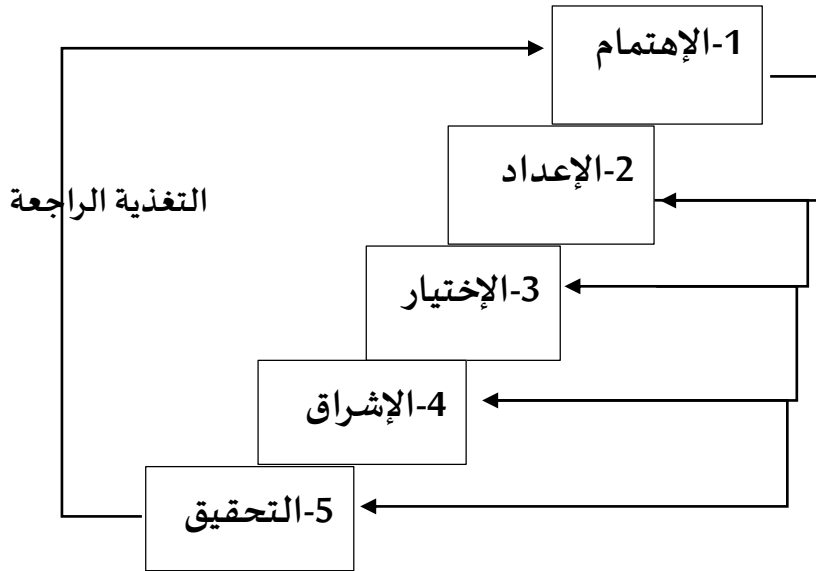 1-الإهتمام
2-الإعداد
التغذية الراجعة
3-الإختيار
4-الإشراق
5-التحقيق